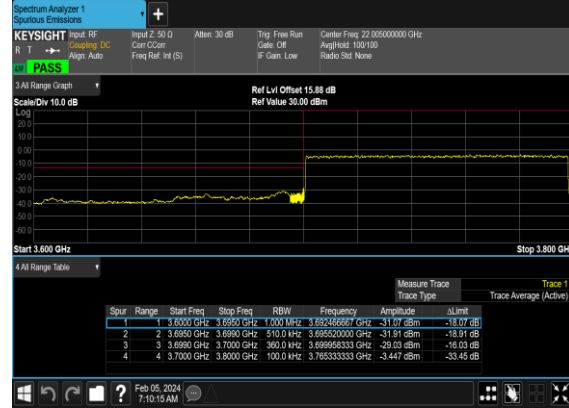 Spectrum Analyzer 1
Spurious Emissions
+
KEYSIGHT Input: RF Input Z: 50 Ω Atten: 30 dB Trig: Free Run Center Freq: 22.005000000 GHz
R T Coupling: DC Corr CCorr Gate: Off Avg|Hold: 100/100
Align: Auto Freq Ref: Int (S) IF Gain: Low Radio Std: None
PASS
3 All Range Graph
Ref Lvl Offset 15.88 dB
Scale/Div 10.0 dB Ref Value 30.00 dBm
Log
20.0
10.0
0.00
-10.0
-20.0
-30.0
-40.0
-50.0
-60.0
Start 3.600 GHz Stop 3.800 GH
4 All Range Table
Measure Trace Trace 1
Trace Type Trace Average (Active)
Spur Range Start Freq Stop Freq RBW Frequency Amplitude ΔLimit
1 1 3.6000 GHz 3.6950 GHz 1.000 MHz 3.692466667 GHz -31.07 dBm -18.07 dB
2 2 3.6950 GHz 3.6990 GHz 510.0 kHz 3.695520000 GHz -31.91 dBm -18.91 dB
3 3 3.6990 GHz 3.7000 GHz 360.0 kHz 3.699958333 GHz -29.03 dBm -16.03 dB
4 4 3.7000 GHz 3.8000 GHz 100.0 kHz 3.765333333 GHz -3.447 dBm -33.45 dB
? Feb 05, 2024
7:10:15 AM